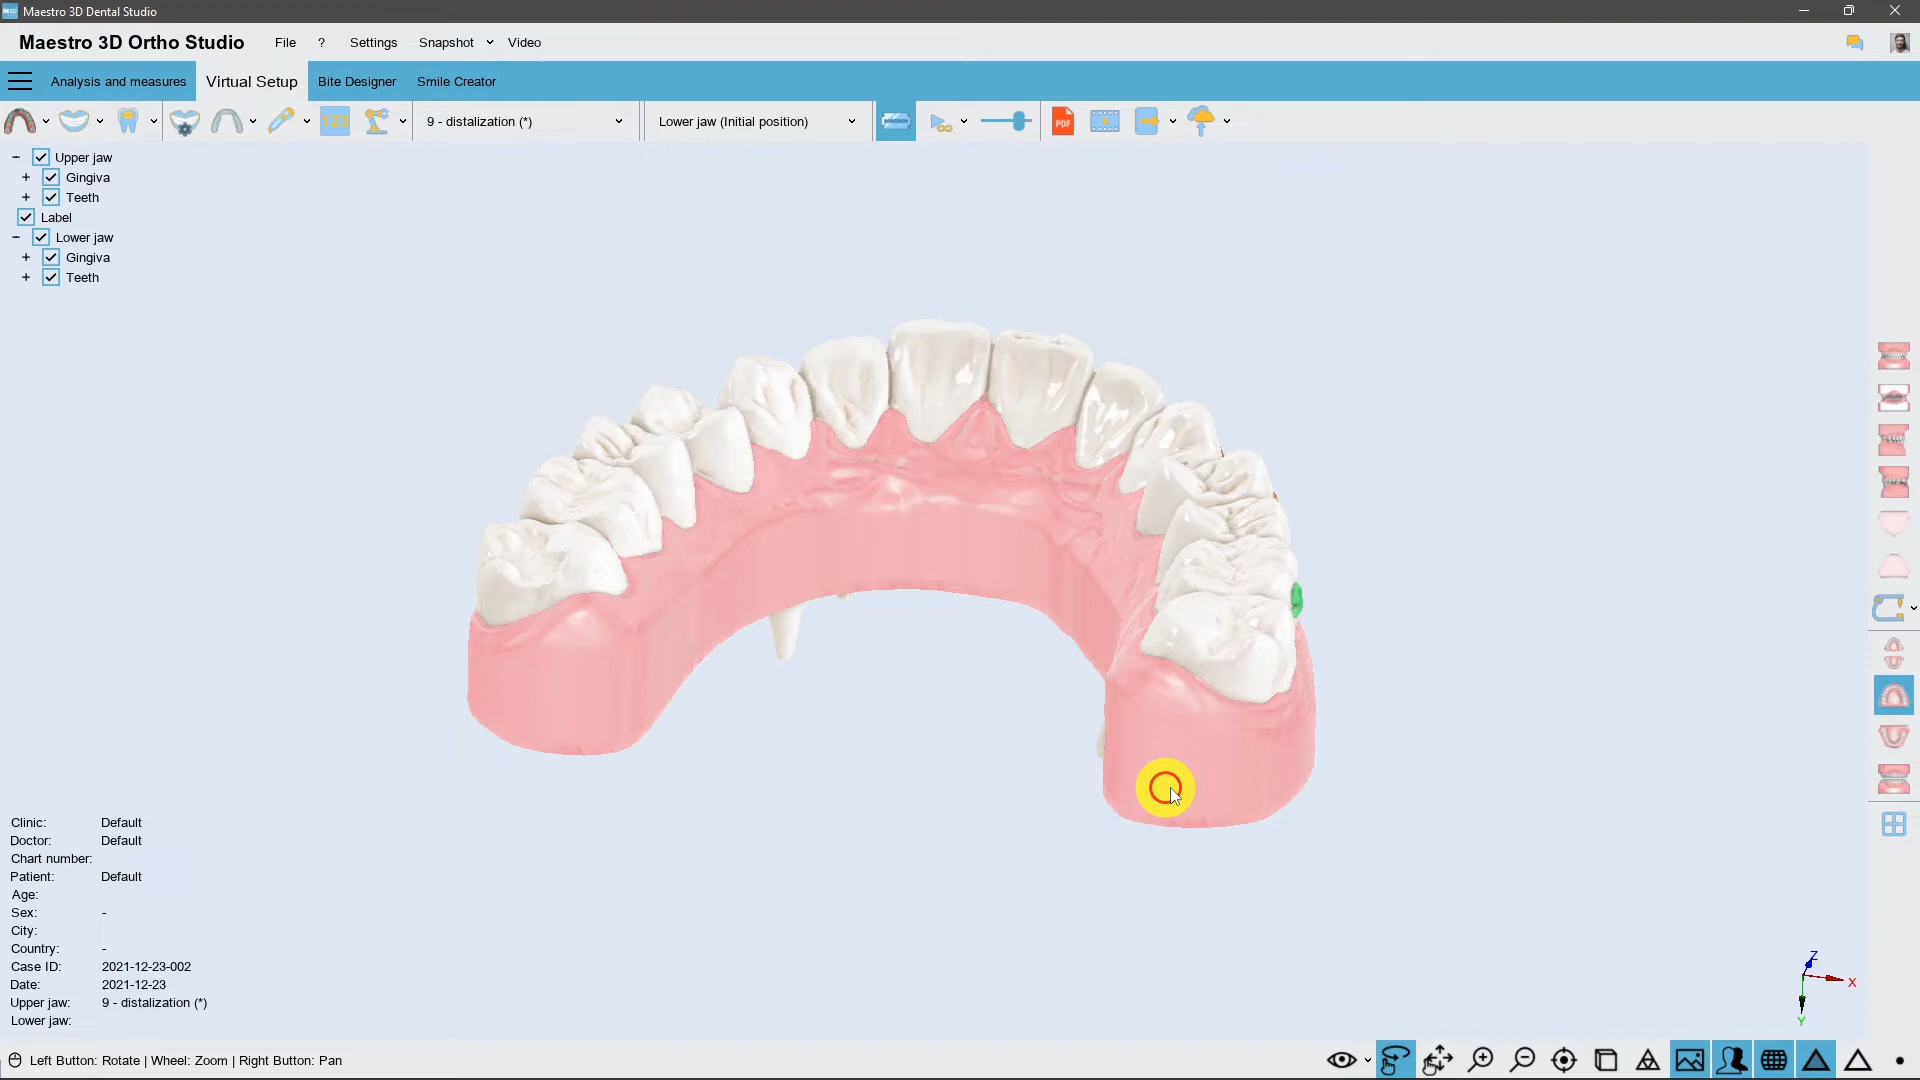 Maestro 3D Dental Studio
Maestro 3D Ortho Studio File ? Settings Snapshot Video
Analysis and measures Virtual Setup Bite Designer Smile Creator
123 9 - distalization (*) Lower jaw (Initial position) PDF
Upper jaw
Gingiva
Teeth
Label
Lower jaw
Gingiva
Teeth
Clinic: Default
Doctor: Default
Chart number:
Patient: Default
Age:
Sex: -
City:
Country: -
Case ID: 2021-12-23-002
Date: 2021-12-23
Upper jaw: 9 - distalization (*)
Lower jaw:
Z
X
Y
Left Button: Rotate | Wheel: Zoom | Right Button: Pan